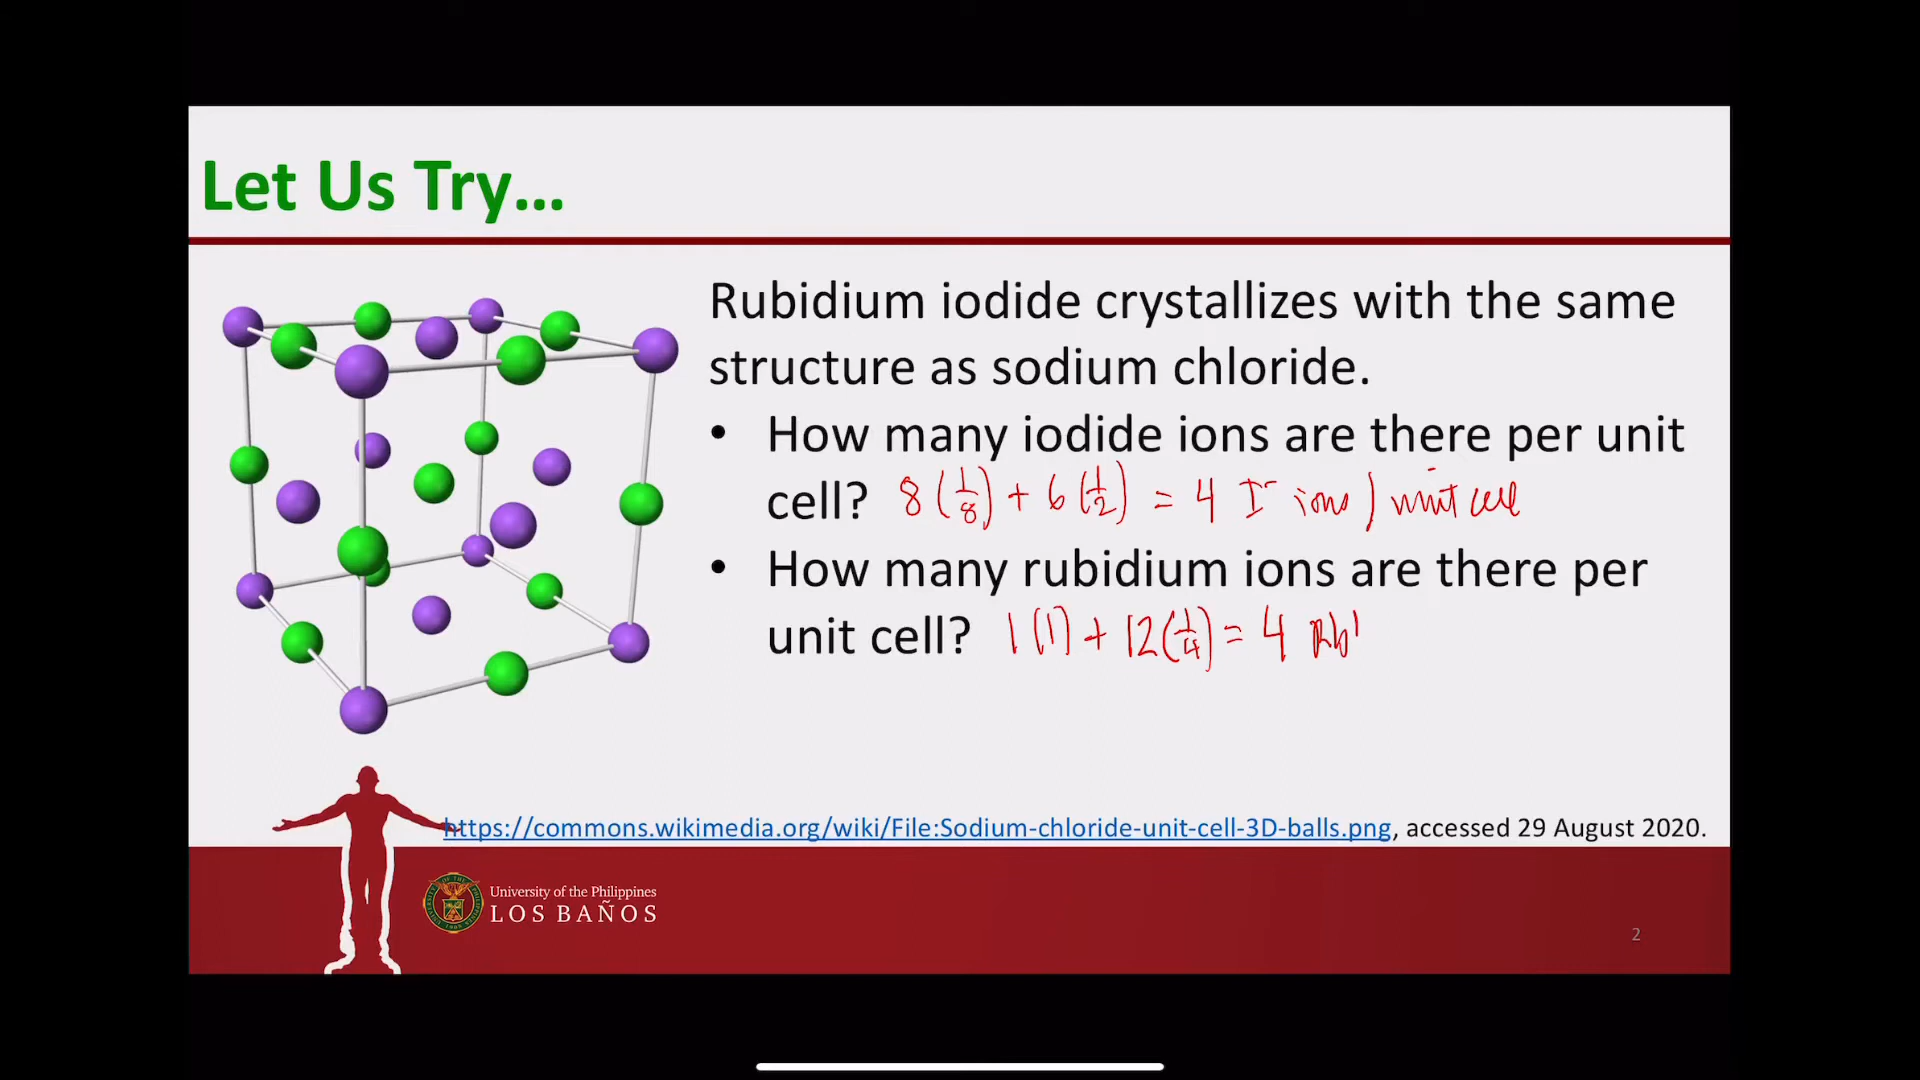 Let Us Try...
Rubidium iodide crystallizes with the same
structure as sodium chloride.
• How many iodide ions are there per unit
cell? 8 (1/8) + 6 (1/2) = 4 I⁻ ions / unit cell
• How many rubidium ions are there per
unit cell? 1 (1) + 12 (1/4) = 4 Rb
https://commons.wikimedia.org/wiki/File:Sodium-chloride-unit-cell-3D-balls.png, accessed 29 August 2020.
University of the Philippines
LOS BAÑOS
2